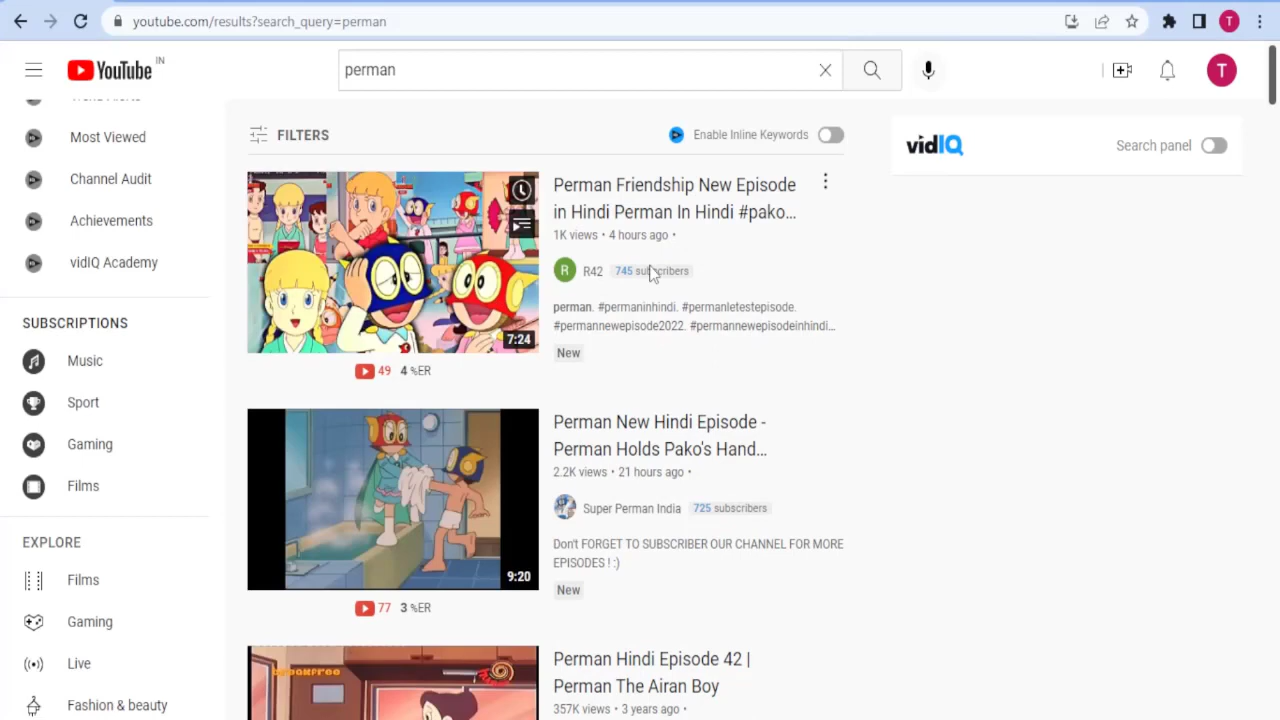 youtube.com/results?search_query=perman
T
YouTube IN
perman
T
Most Viewed
Channel Audit
Achievements
vidIQ Academy
SUBSCRIPTIONS
Music
Sport
Gaming
Films
EXPLORE
Films
Gaming
Live
Fashion & beauty
FILTERS
Enable Inline Keywords
7:24
49 4 %ER
Perman Friendship New Episode
in Hindi Perman In Hindi #pako...
1K views • 4 hours ago •
R R42 745 subscribers
perman. #permaninhindi. #permanletestepisode.
#permannewepisode2022. #permannewepisodeinhindi...
New
9:20
77 3 %ER
Perman New Hindi Episode -
Perman Holds Pako's Hand...
2.2K views • 21 hours ago •
Super Perman India 725 subscribers
Don't FORGET TO SUBSCRIBER OUR CHANNEL FOR MORE
EPISODES ! :)
New
Perman Hindi Episode 42 |
Perman The Airan Boy
357K views • 3 years ago •
vidIQ
Search panel